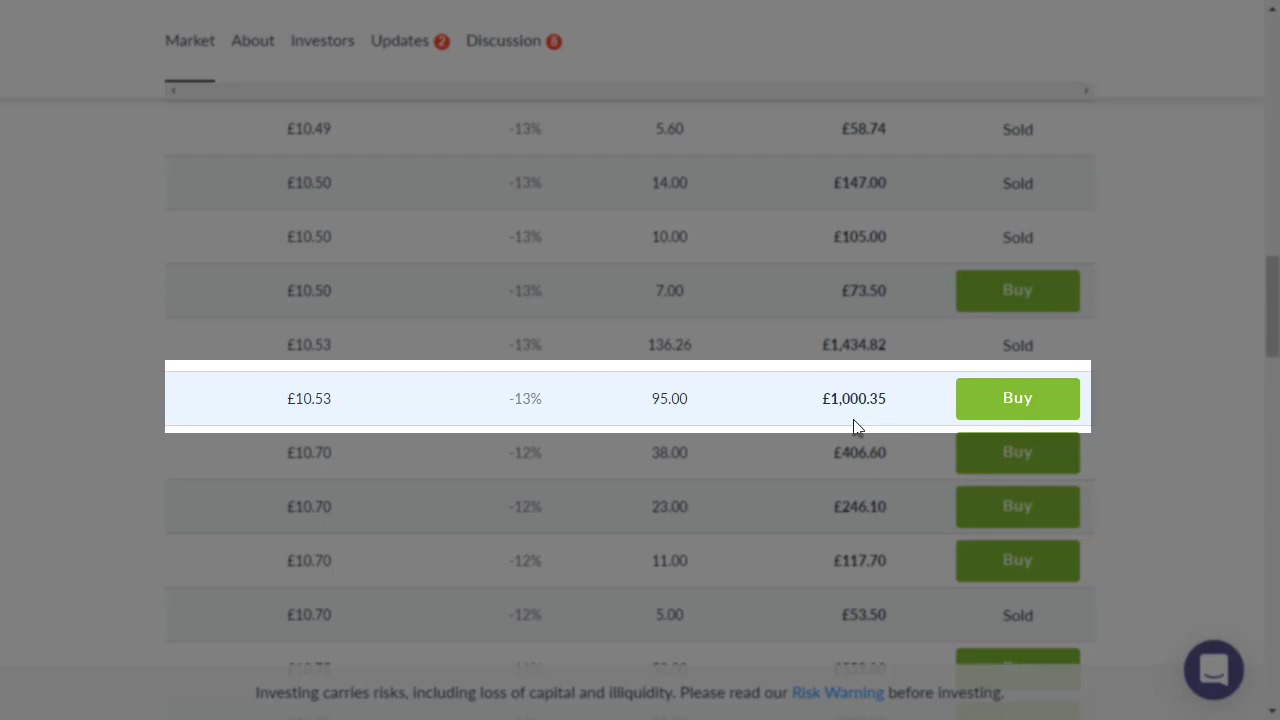 Market About Investors Updates 2 Discussion 8
£10.49 -13% 5.60 £58.74 Sold
£10.50 -13% 14.00 £147.00 Sold
£10.50 -13% 10.00 £105.00 Sold
£10.50 -13% 7.00 £73.50 Buy
£10.53 -13% 136.26 £1,434.82 Sold
£10.53 -13% 95.00 £1,000.35 Buy
£10.70 -12% 38.00 £406.60 Buy
£10.70 -12% 23.00 £246.10 Buy
£10.70 -12% 11.00 £117.70 Buy
£10.70 -12% 5.00 £53.50 Sold
Investing carries risks, including loss of capital and illiquidity. Please read our Risk Warning before investing.